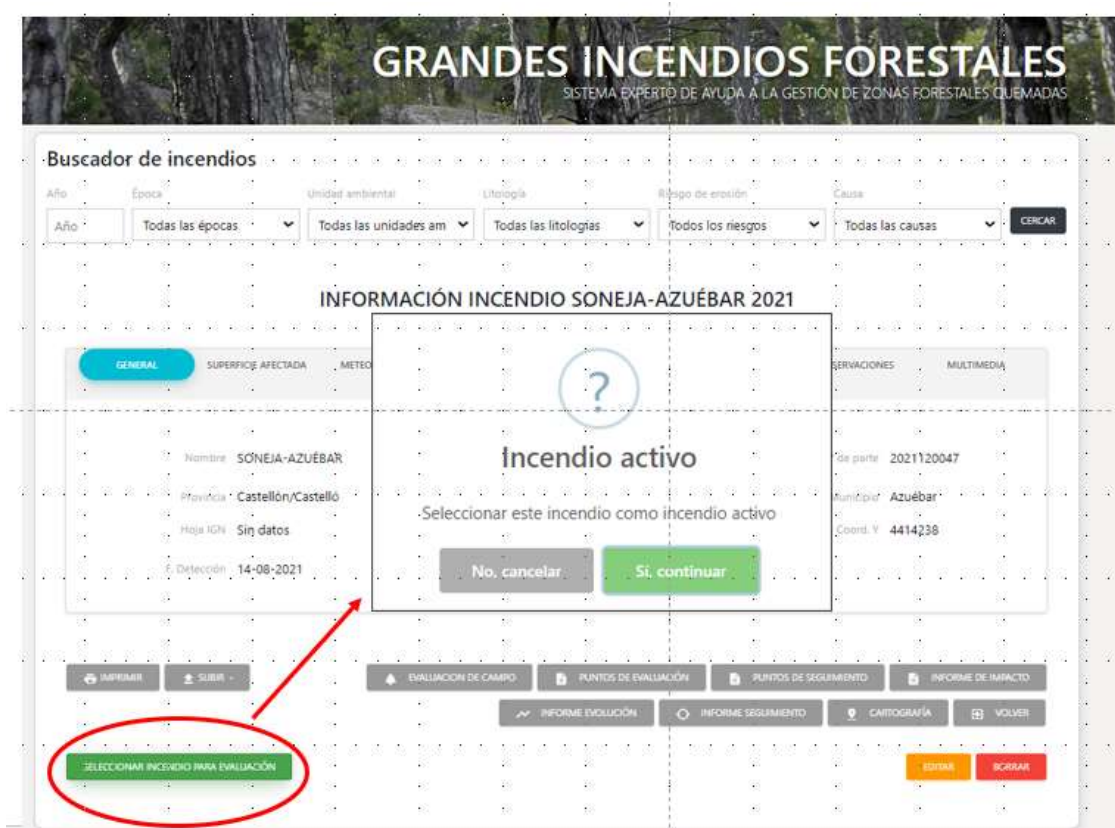 GRANDES INCENDIOS FORESTALES
SISTEMA EXPERTO DE AYUDA A LA GESTIÓN DE ZONAS FORESTALES QUEMADAS
Buscador de incendios
Año Época Unidad ambiental Litología Riesgo de erosión Causa
Año Todas las épocas Todas las unidades am Todas las litologías Todos los riesgos Todas las causas CERCAR
INFORMACIÓN INCENDIO SONEJA-AZUÉBAR 2021
GENERAL SUPERFICIE AFECTADA METEO SERVACIONES MULTIMEDIA
?
Incendio activo
Seleccionar este incendio como incendio activo
No, cancelar Sí, continuar
Nombre SONEJA-AZUÉBAR de parte 2021120047
Provincia Castellón/Castelló Municipio Azuébar
Hoja IGN Sin datos Coord. Y 4414238
F. Detección 14-08-2021
IMPRIMIR SUBIR EVALUACION DE CAMPO PUNTOS DE EVALUACIÓN PUNTOS DE SEGUIMIENTO INFORME DE IMPACTO
INFORME EVOLUCIÓN INFORME SEGUIMIENTO CARTOGRAFÍA VOLVER
SELECCIONAR INCENDIO PARA EVALUACIÓN EDITAR BORRAR